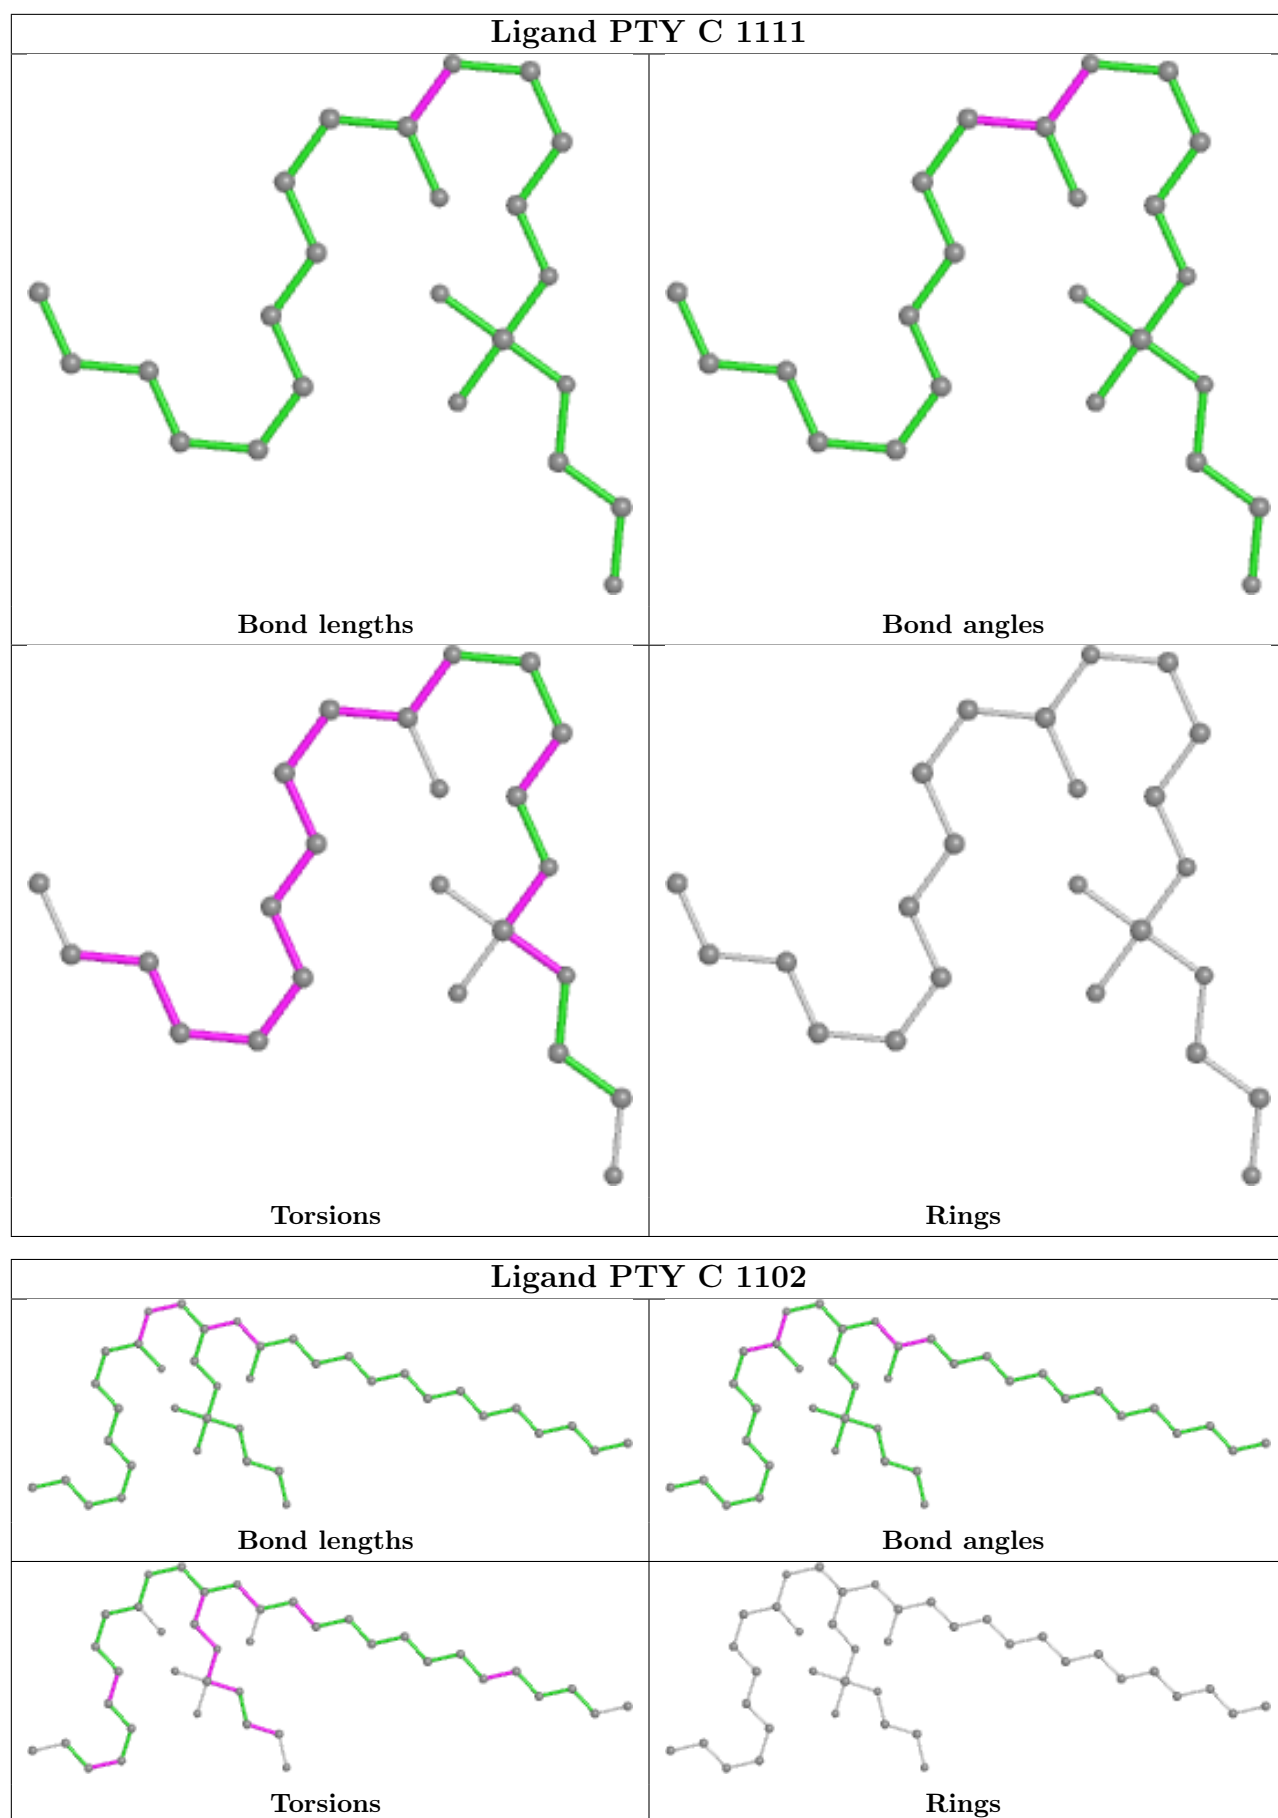 Ligand PTY C 1111
Bond lengths
Bond angles
Torsions
Rings
Ligand PTY C 1102
Bond lengths
Bond angles
Torsions
Rings